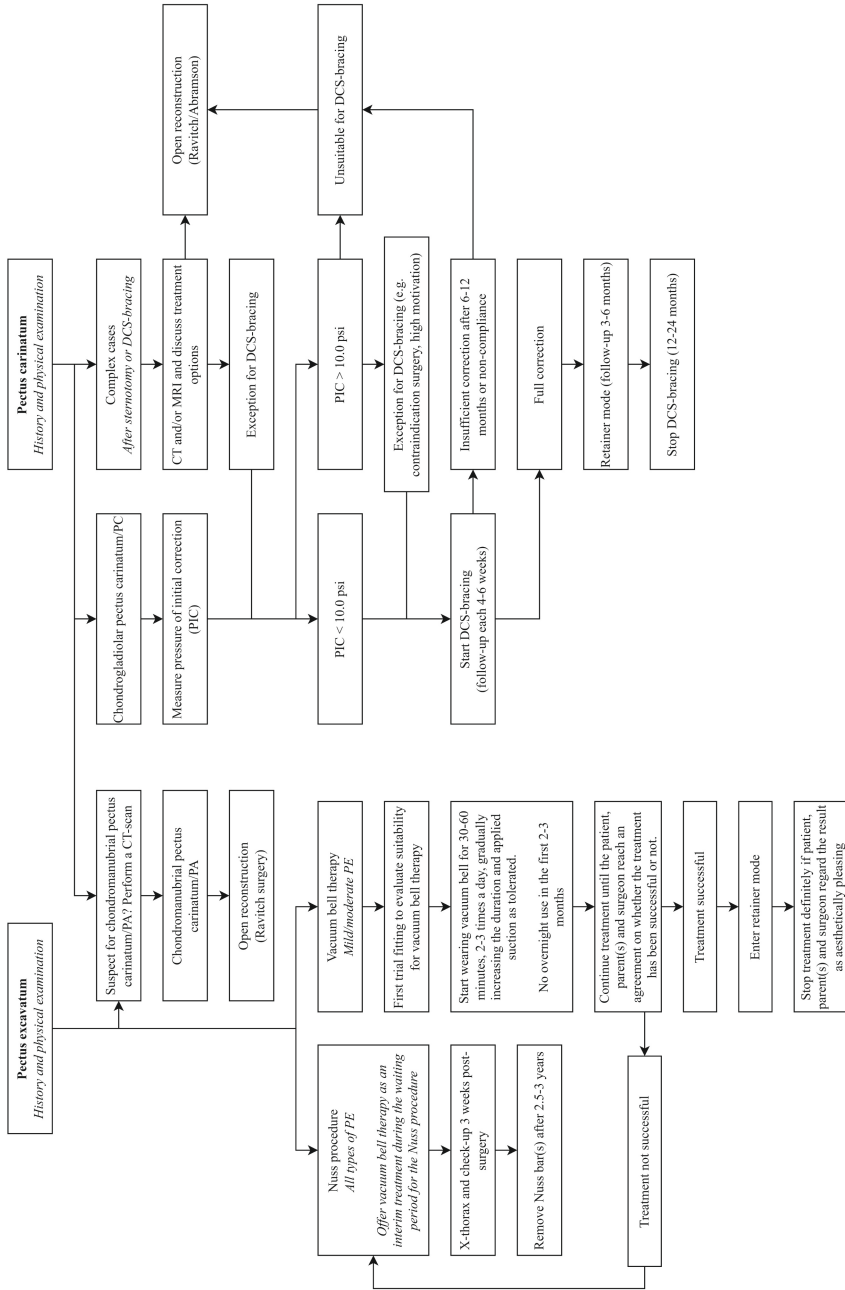 Pectus excavatum
History and physical examination
Suspect for chondromanubrial pectus
carinatum/PA? Perform a CT-scan
Chondromanubrial pectus
carinatum/PA
Open reconstruction
(Ravitch surgery)
Nuss procedure
All types of PE
Offer vacuum bell therapy as an
interim treatment during the waiting
period for the Nuss procedure
X-thorax and check-up 3 weeks post-
surgery
Remove Nuss bar(s) after 2.5-3 years
Vacuum bell therapy
Mild/moderate PE
First trial fitting to evaluate suitability
for vacuum bell therapy
Start wearing vacuum bell for 30-60
minutes, 2-3 times a day, gradually
increasing the duration and applied
suction as tolerated.
No overnight use in the first 2-3
months
Continue treatment until the patient,
parent(s) and surgeon reach an
agreement on whether the treatment
has been successful or not.
Treatment not successful
Treatment successful
Enter retainer mode
Stop treatment definitely if patient,
parent(s) and surgeon regard the result
as aesthetically pleasing
Pectus carinatum
History and physical examination
Chondrogladiolar pectus carinatum/PC
Measure pressure of initial correction
(PIC)
Complex cases
After sternotomy or DCS-bracing
CT and/or MRI and discuss treatment
options
Exception for DCS-bracing
Open reconstruction
(Ravitch/Abramson)
PIC < 10.0 psi
PIC > 10.0 psi
Unsuitable for DCS-bracing
Exception for DCS-bracing (e.g.
contraindication surgery, high motivation)
Start DCS-bracing
(follow-up each 4-6 weeks)
Insufficient correction after 6-12
months or non-compliance
Full correction
Retainer mode (follow-up 3-6 months)
Stop DCS-bracing (12-24 months)